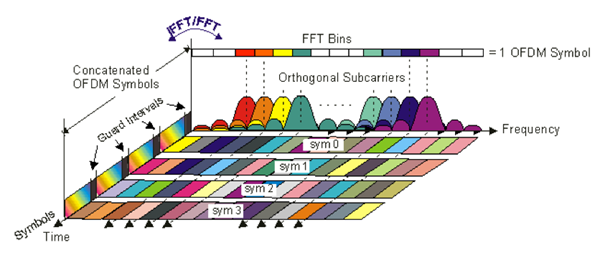 IFFT/FFT
FFT Bins
= 1 OFDM Symbol
Concatenated
OFDM Symbols
Orthogonal Subcarriers
Guard Intervals
Frequency
sym 0
sym 1
sym 2
sym 3
Symbols
Time